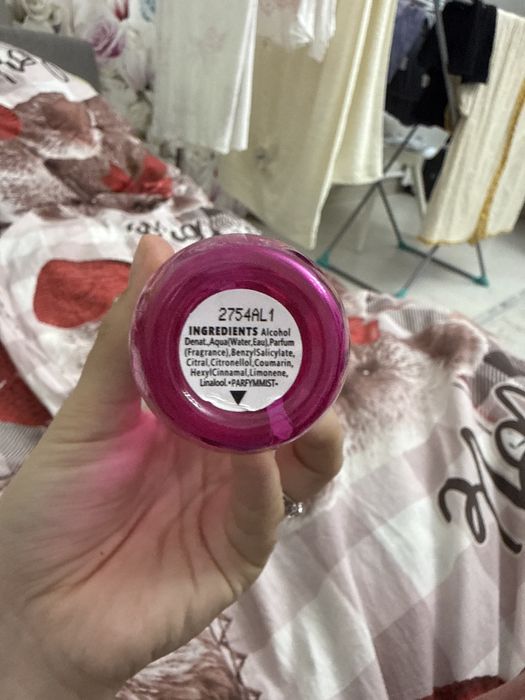 2754AL1
INGREDIENTS Alcohol
Denat.,Aqua(Water,Eau),Parfum
(Fragrance),BenzylSalicylate,
Citral,Citronellol,Coumarin,
HexylCinnamal,Limonene,
Linalool.•PARFYMMIST•